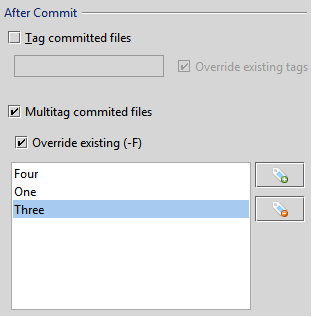 After Commit
Tag committed files
Override existing tags
Multitag commited files
Override existing (-F)
Four
One
Three